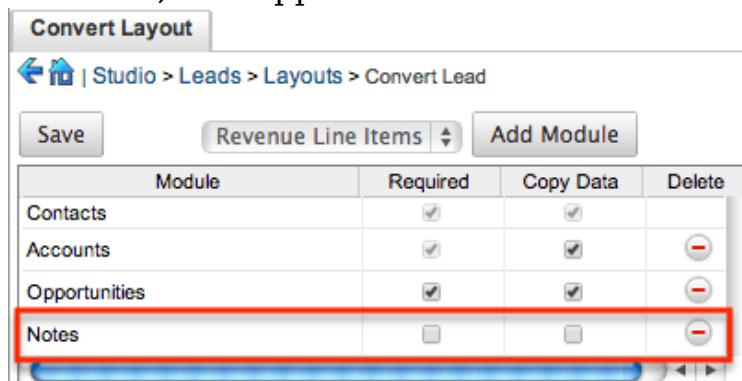 Convert Layout
| Studio > Leads > Layouts > Convert Lead
Save Revenue Line Items Add Module
Module Required Copy Data Delete
Contacts
Accounts
Opportunities
Notes